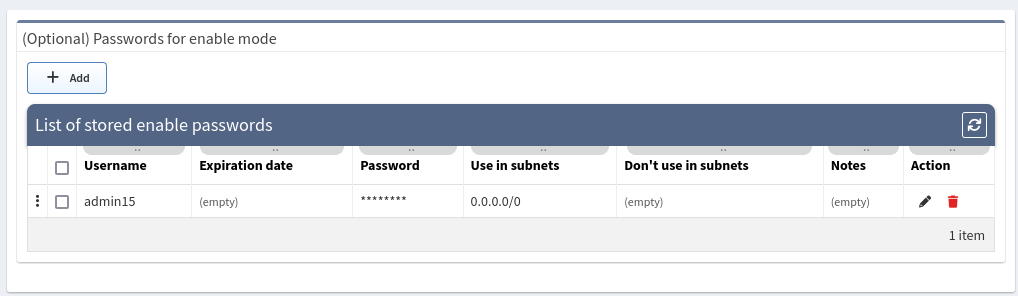 (Optional) Passwords for enable mode
+ Add
List of stored enable passwords
Username Expiration date Password Use in subnets Don't use in subnets Notes Action
admin15 (empty) ******** 0.0.0.0/0 (empty) (empty)
1 item